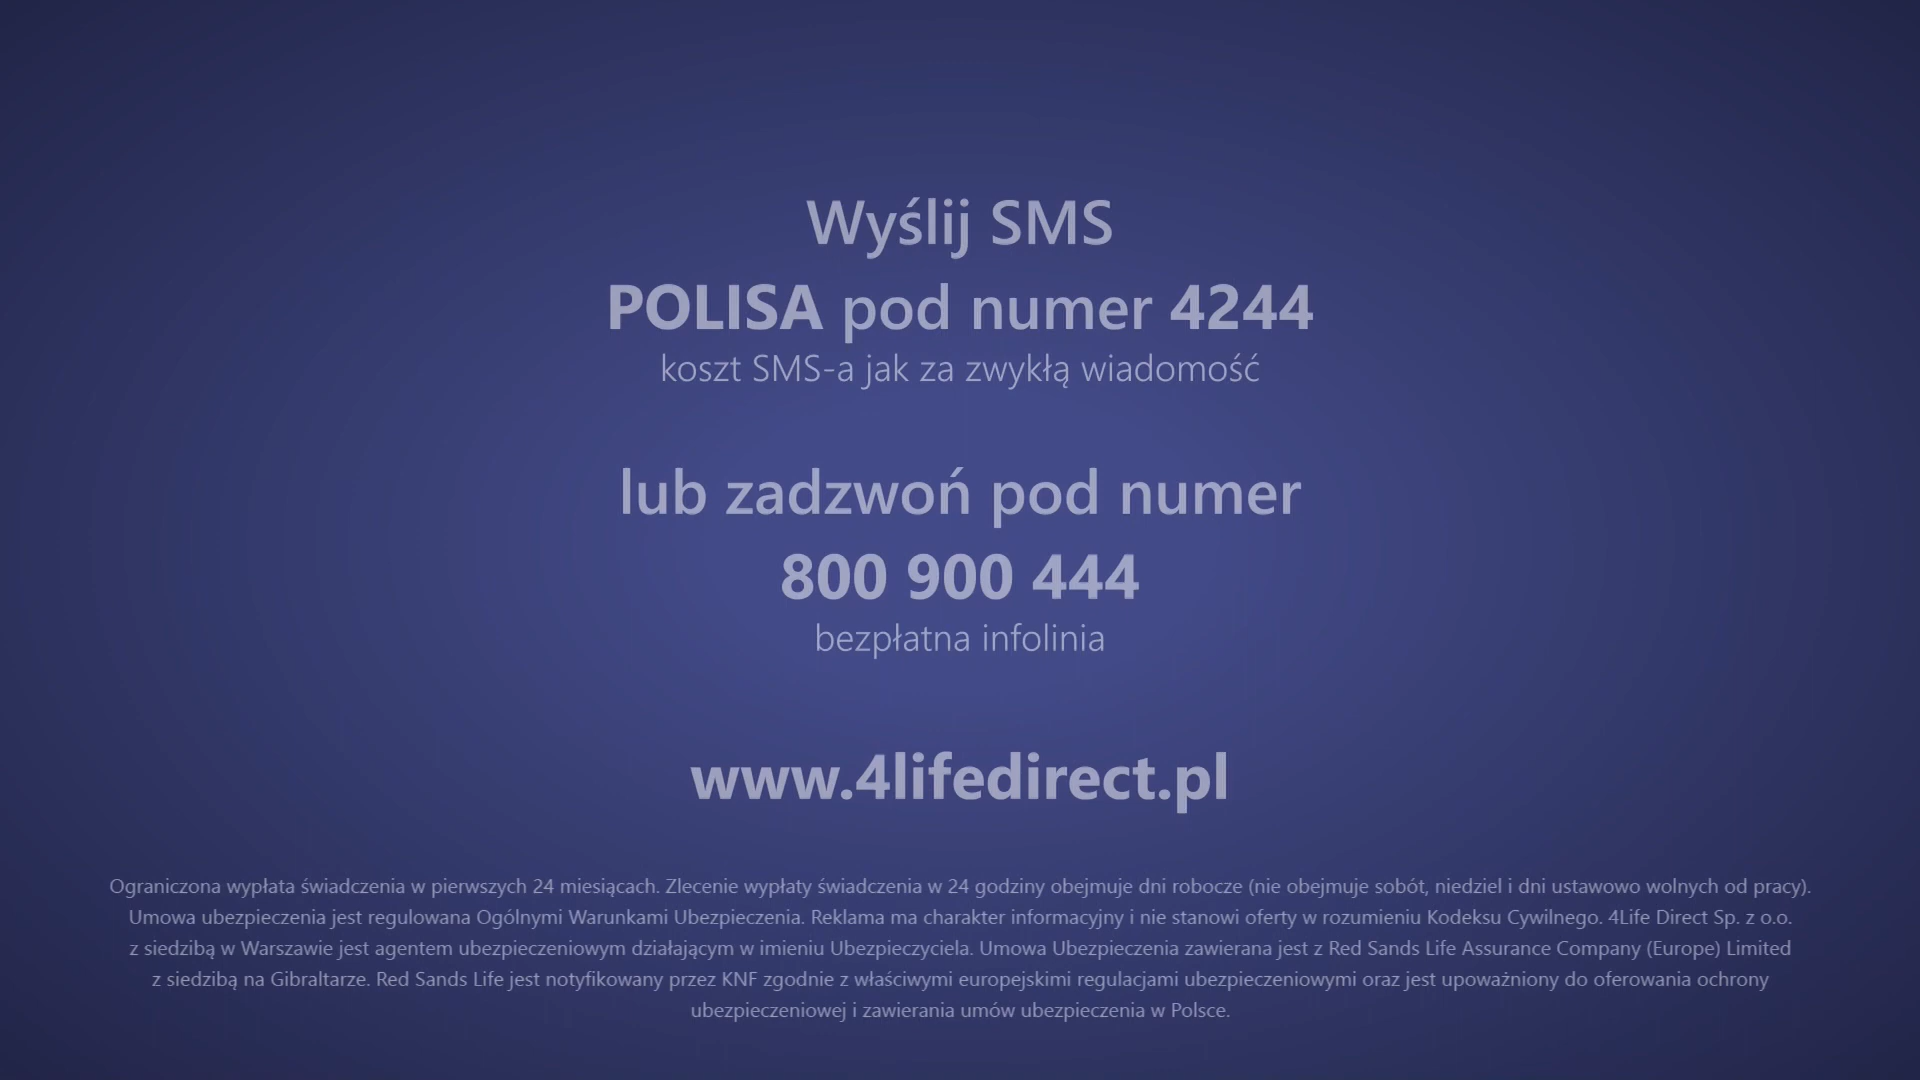 Wyślij SMS
POLISA pod numer 4244
koszt SMS-a jak za zwykłą wiadomość
lub zadzwoń pod numer
800 900 444
bezpłatna infolinia
www.4lifedirect.pl
Ograniczona wypłata świadczenia w pierwszych 24 miesiącach. Zlecenie wypłaty świadczenia w 24 godziny obejmuje dni robocze (nie obejmuje sobót, niedziel i dni ustawowo wolnych od pracy).
Umowa ubezpieczenia jest regulowana Ogólnymi Warunkami Ubezpieczenia. Reklama ma charakter informacyjny i nie stanowi oferty w rozumieniu Kodeksu Cywilnego. 4Life Direct Sp. z o.o.
z siedzibą w Warszawie jest agentem ubezpieczeniowym działającym w imieniu Ubezpieczyciela. Umowa Ubezpieczenia zawierana jest z Red Sands Life Assurance Company (Europe) Limited
z siedzibą na Gibraltarze. Red Sands Life jest notyfikowany przez KNF zgodnie z właściwymi europejskimi regulacjami ubezpieczeniowymi oraz jest upoważniony do oferowania ochrony
ubezpieczeniowej i zawierania umów ubezpieczenia w Polsce.